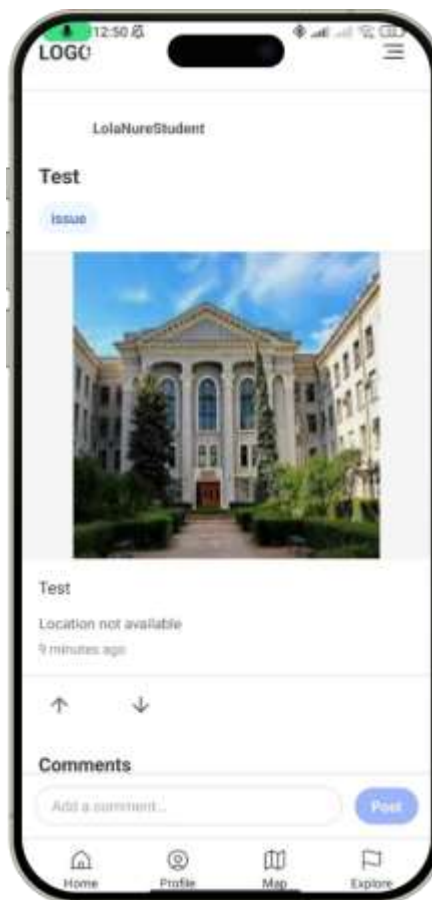 12:50
LOGO
LolaNureStudent
Test
issue
Test
Location not available
9 minutes ago
Comments
Add a comment...
Post
Home Profile Map Explore